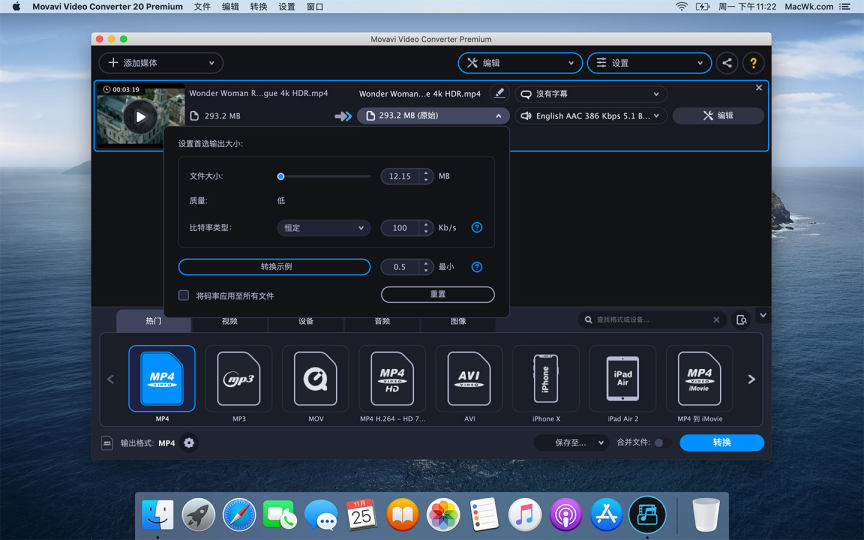 Movavi Video Converter 20 Premium 文件 编辑 转换 设置 窗口 周一 下午11:22 MacWk.com
Movavi Video Converter Premium
添加媒体 编辑 设置 ?
00:03:19
Wonder Woman R...gue 4k HDR.mp4 Wonder Woman...e 4k HDR.mp4 没有字幕
293.2 MB 293.2 MB (原始) English AAC 386 Kbps 5.1 B... 编辑
设置首选输出大小:
文件大小: 12.15 MB
质量: 低
比特率类型: 恒定 100 Kb/s ?
转换示例 0.5 最小 ?
将码率应用至所有文件 重置
热门 视频 设备 音频 图像 查找格式或设备...
MP4 VIDEO
mp3
MP4 VIDEO HD
AVI VIDEO
iPhone
iPad Air
MP4 VIDEO iMovie
MP4 MP3 MOV MP4 H.264 - HD 7... AVI iPhone X iPad Air 2 MP4 到 iMovie
输出格式: MP4 保存至... 合并文件: 转换
11月
25